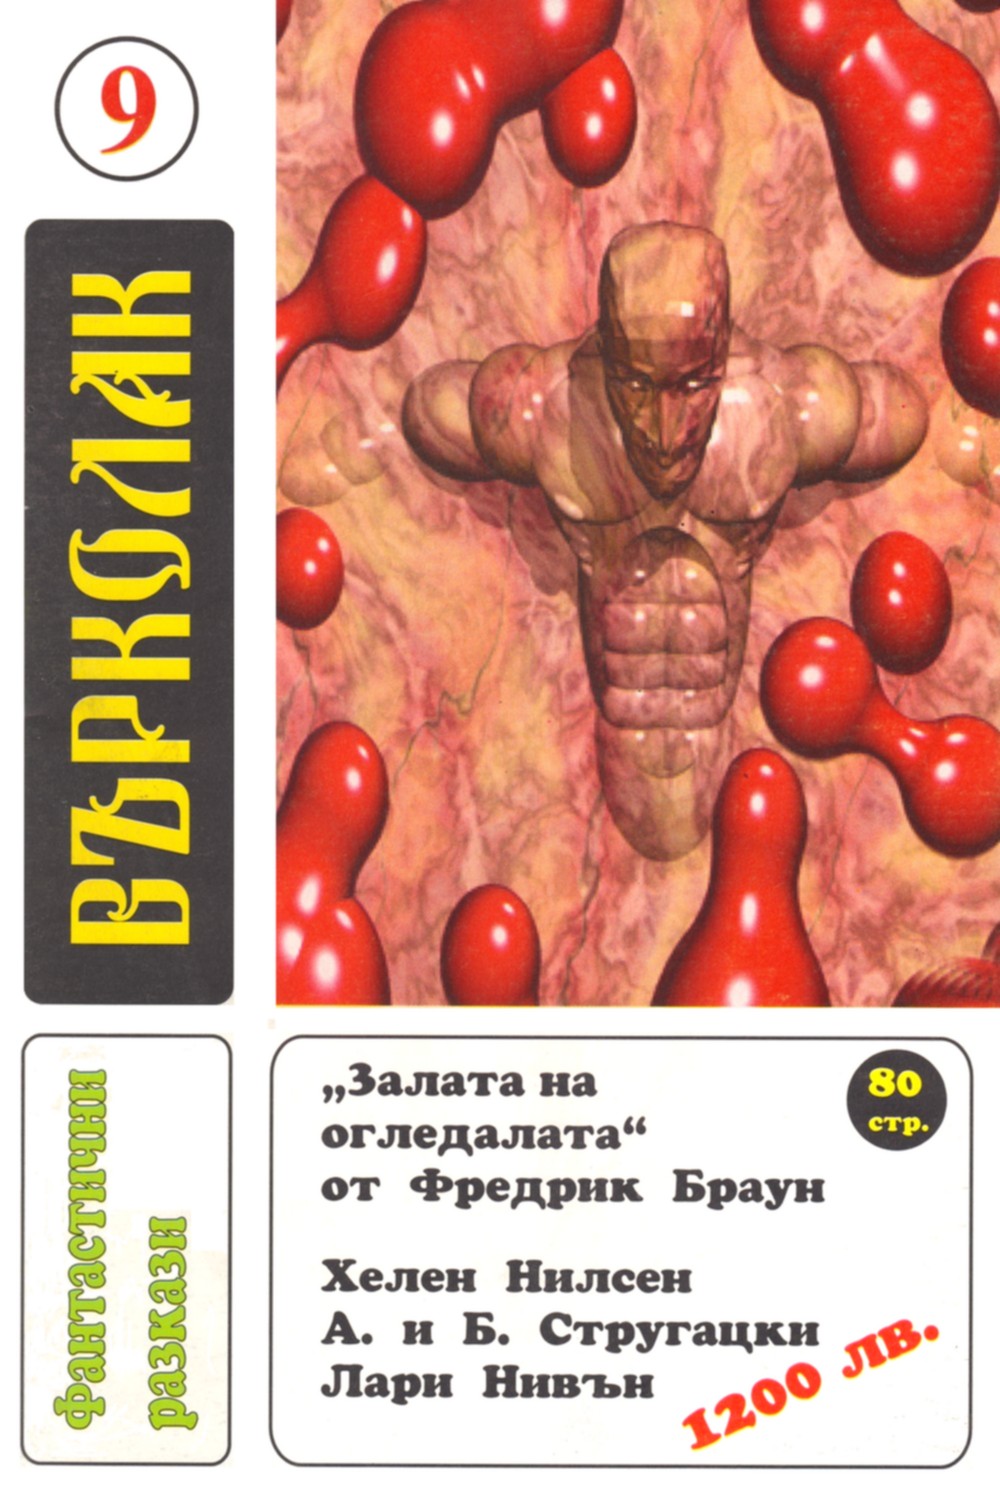 9
ВЪРКОЛАК
Фантастични
разкази
„Залата на
огледалата“
от Фредрик Браун
80
стр.
Хелен Нилсен
А. и Б. Стругацки
Лари Нивън
1200 лв.